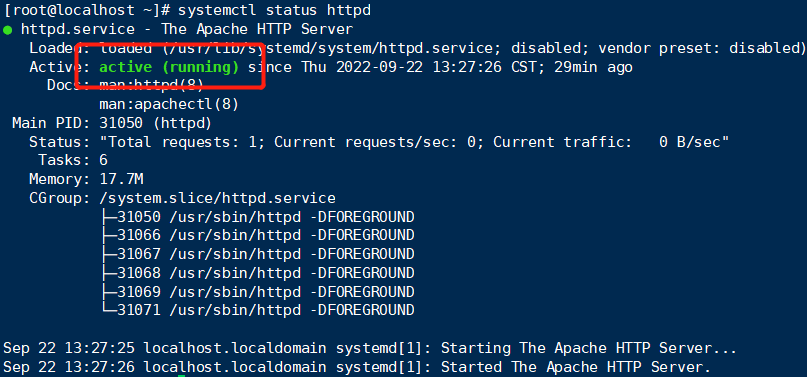 [root@localhost ~]# systemctl status httpd
● httpd.service - The Apache HTTP Server
   Loaded: loaded (/usr/lib/systemd/system/httpd.service; disabled; vendor preset: disabled)
   Active: active (running) since Thu 2022-09-22 13:27:26 CST; 29min ago
     Docs: man:httpd(8)
           man:apachectl(8)
 Main PID: 31050 (httpd)
   Status: "Total requests: 1; Current requests/sec: 0; Current traffic:   0 B/sec"
    Tasks: 6
   Memory: 17.7M
   CGroup: /system.slice/httpd.service
           ├─31050 /usr/sbin/httpd -DFOREGROUND
           ├─31066 /usr/sbin/httpd -DFOREGROUND
           ├─31067 /usr/sbin/httpd -DFOREGROUND
           ├─31068 /usr/sbin/httpd -DFOREGROUND
           ├─31069 /usr/sbin/httpd -DFOREGROUND
           └─31071 /usr/sbin/httpd -DFOREGROUND
Sep 22 13:27:25 localhost.localdomain systemd[1]: Starting The Apache HTTP Server...
Sep 22 13:27:26 localhost.localdomain systemd[1]: Started The Apache HTTP Server.